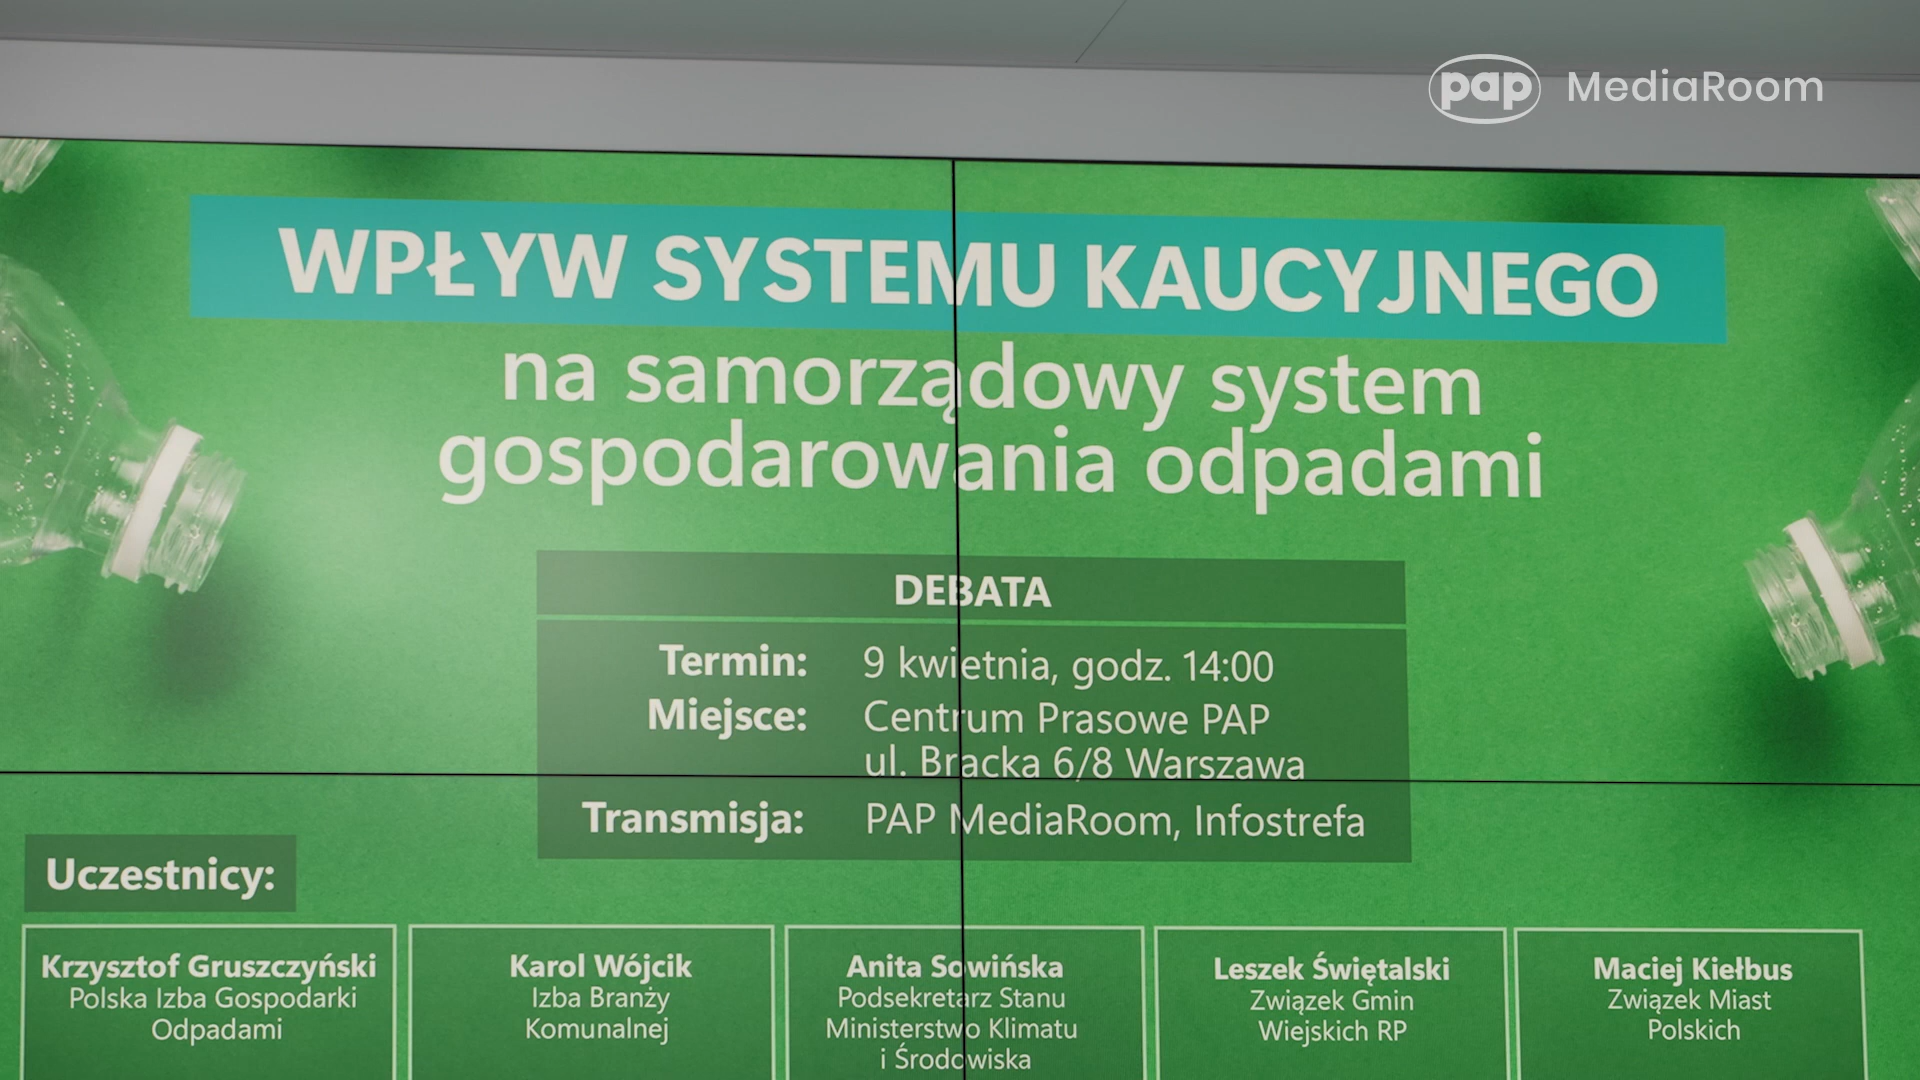 pap MediaRoom
WPŁYW SYSTEMU KAUCYJNEGO
na samorządowy system
gospodarowania odpadami
DEBATA
Termin: 9 kwietnia, godz. 14:00
Miejsce: Centrum Prasowe PAP
ul. Bracka 6/8 Warszawa
Transmisja: PAP MediaRoom, Infostrefa
Uczestnicy:
Krzysztof Gruszczyński
Polska Izba Gospodarki
Odpadami
Karol Wójcik
Izba Branży
Komunalnej
Anita Sowińska
Podsekretarz Stanu
Ministerstwo Klimatu
i Środowiska
Leszek Świętalski
Związek Gmin
Wiejskich RP
Maciej Kiełbus
Związek Miast
Polskich